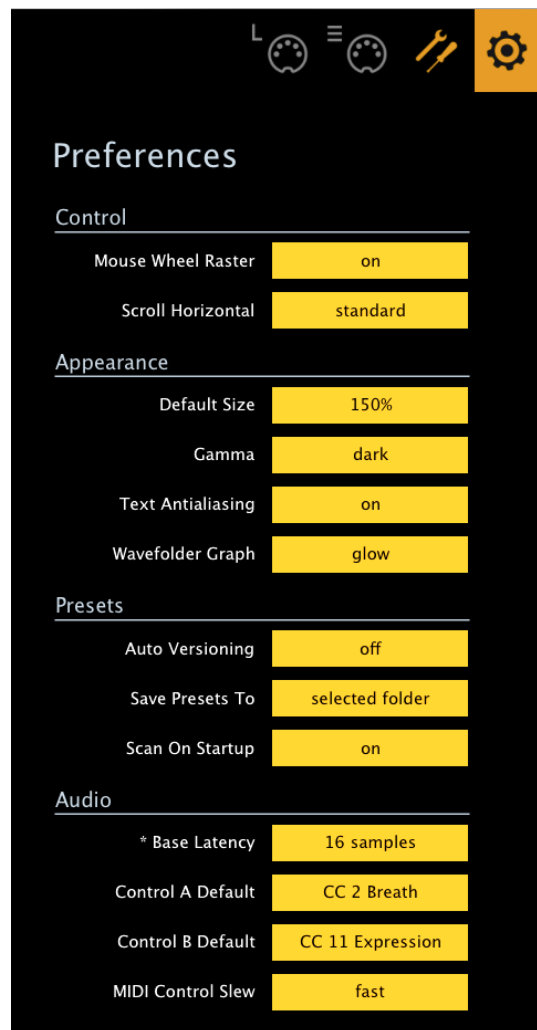 L
Preferences
Control
Mouse Wheel Raster on
Scroll Horizontal standard
Appearance
Default Size 150%
Gamma dark
Text Antialiasing on
Wavefolder Graph glow
Presets
Auto Versioning off
Save Presets To selected folder
Scan On Startup on
Audio
* Base Latency 16 samples
Control A Default CC 2 Breath
Control B Default CC 11 Expression
MIDI Control Slew fast